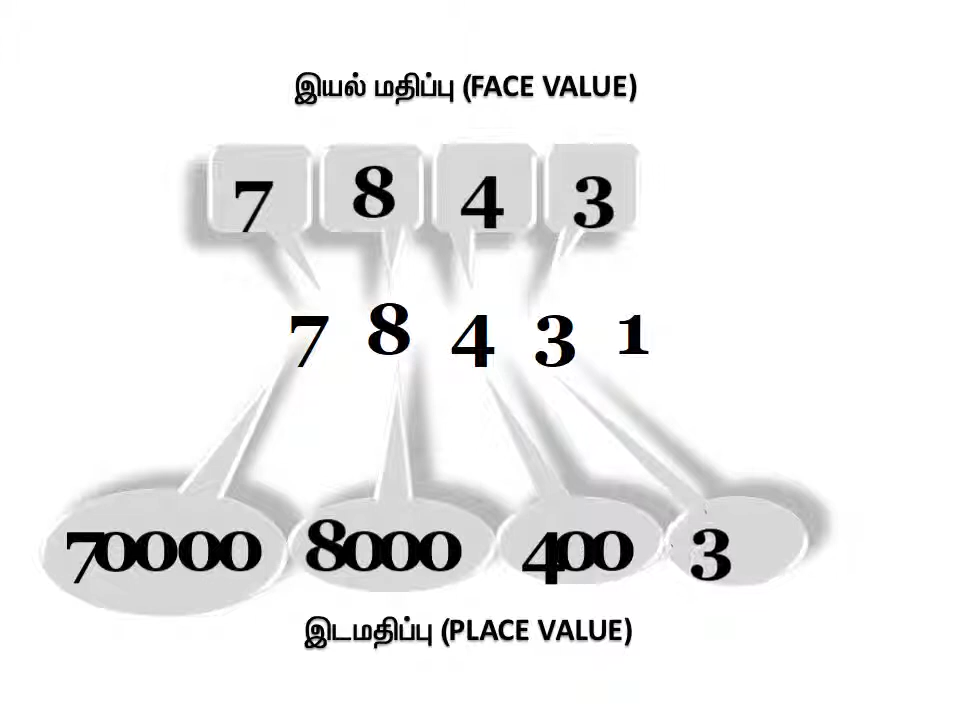 இயல் மதிப்பு (FACE VALUE)
7 8 4 3
7 8 4 3 1
70000 8000 400 3
இடமதிப்பு (PLACE VALUE)